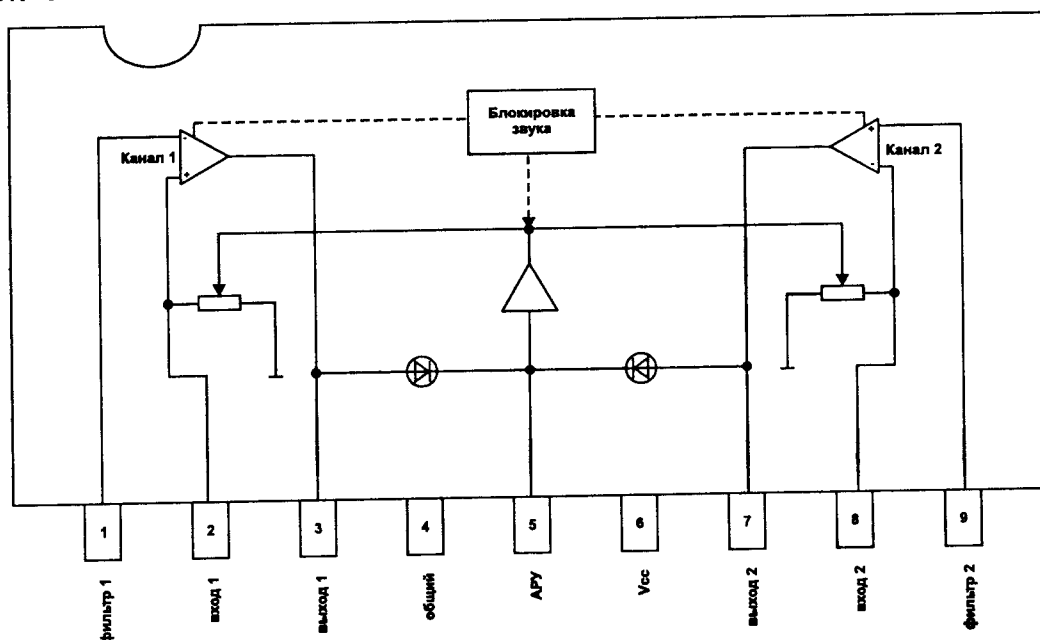 Блокировка
звука
Канал 1
Канал 2
-
+
+
-
1
2
3
4
5
6
7
8
9
фильтр 1
вход 1
выход 1
общий
АРУ
Vcc
выход 2
вход 2
фильтр 2